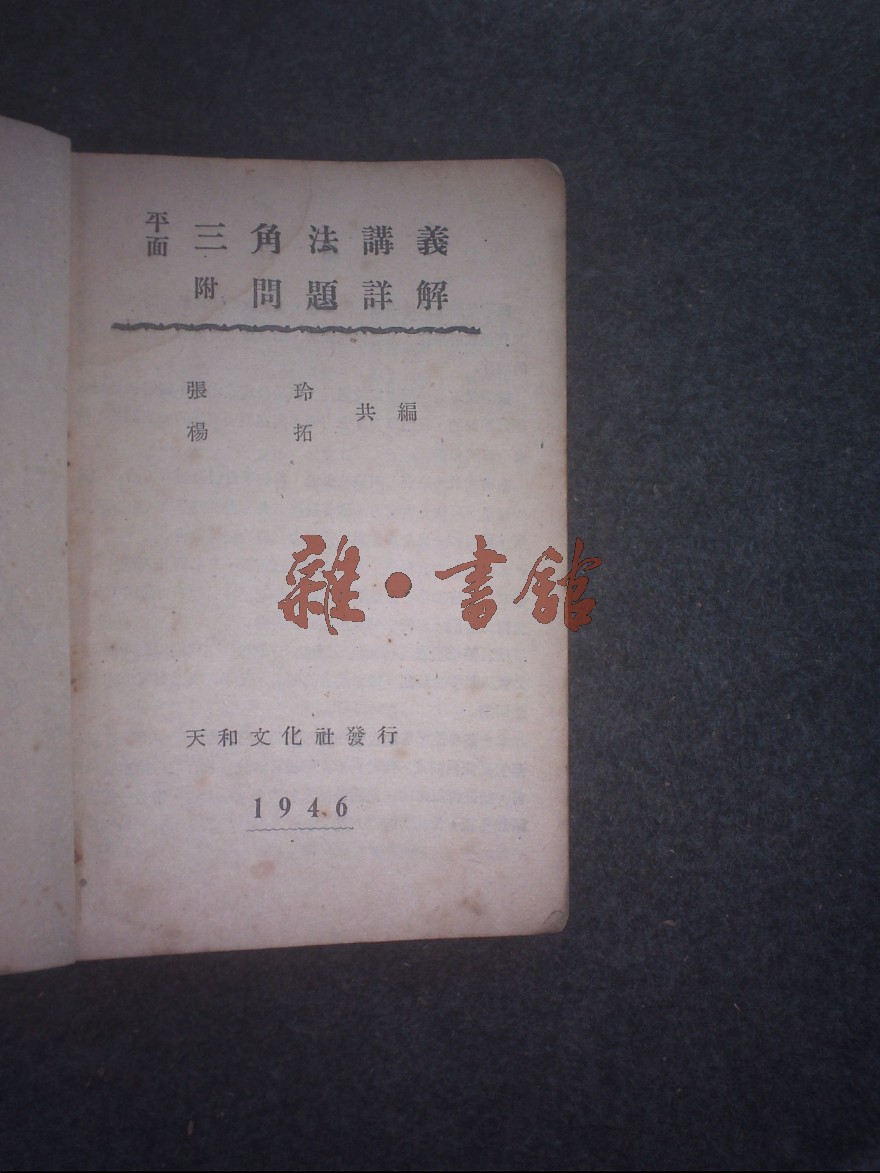 平面 三角法講義
附 問題詳解
張玲
楊拓 共編
雜·書館
天和文化社發行
1946